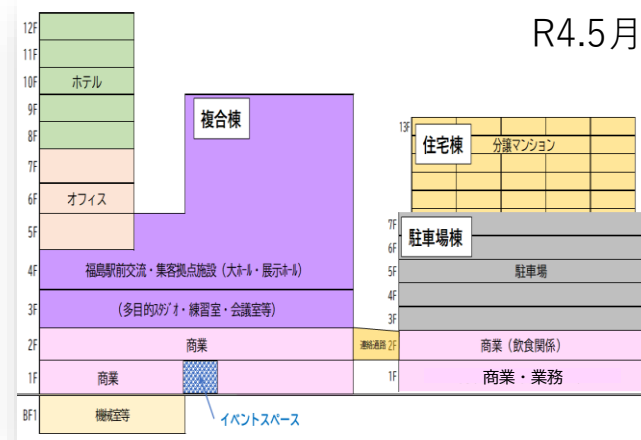 R4.5月
12F
11F
10F
9F
8F
7F
6F
5F
4F
3F
2F
1F
BF1
ホテル
オフィス
複合棟
福島駅前交流・集客拠点施設（大ホール・展示ホール）
（多目的スタジオ・練習室・会議室等）
商業
商業
機械室等
イベントスペース
連絡通路 2F
13F
住宅棟
分譲マンション
7F
6F
5F
4F
3F
1F
駐車場棟
駐車場
商業（飲食関係）
商業・業務